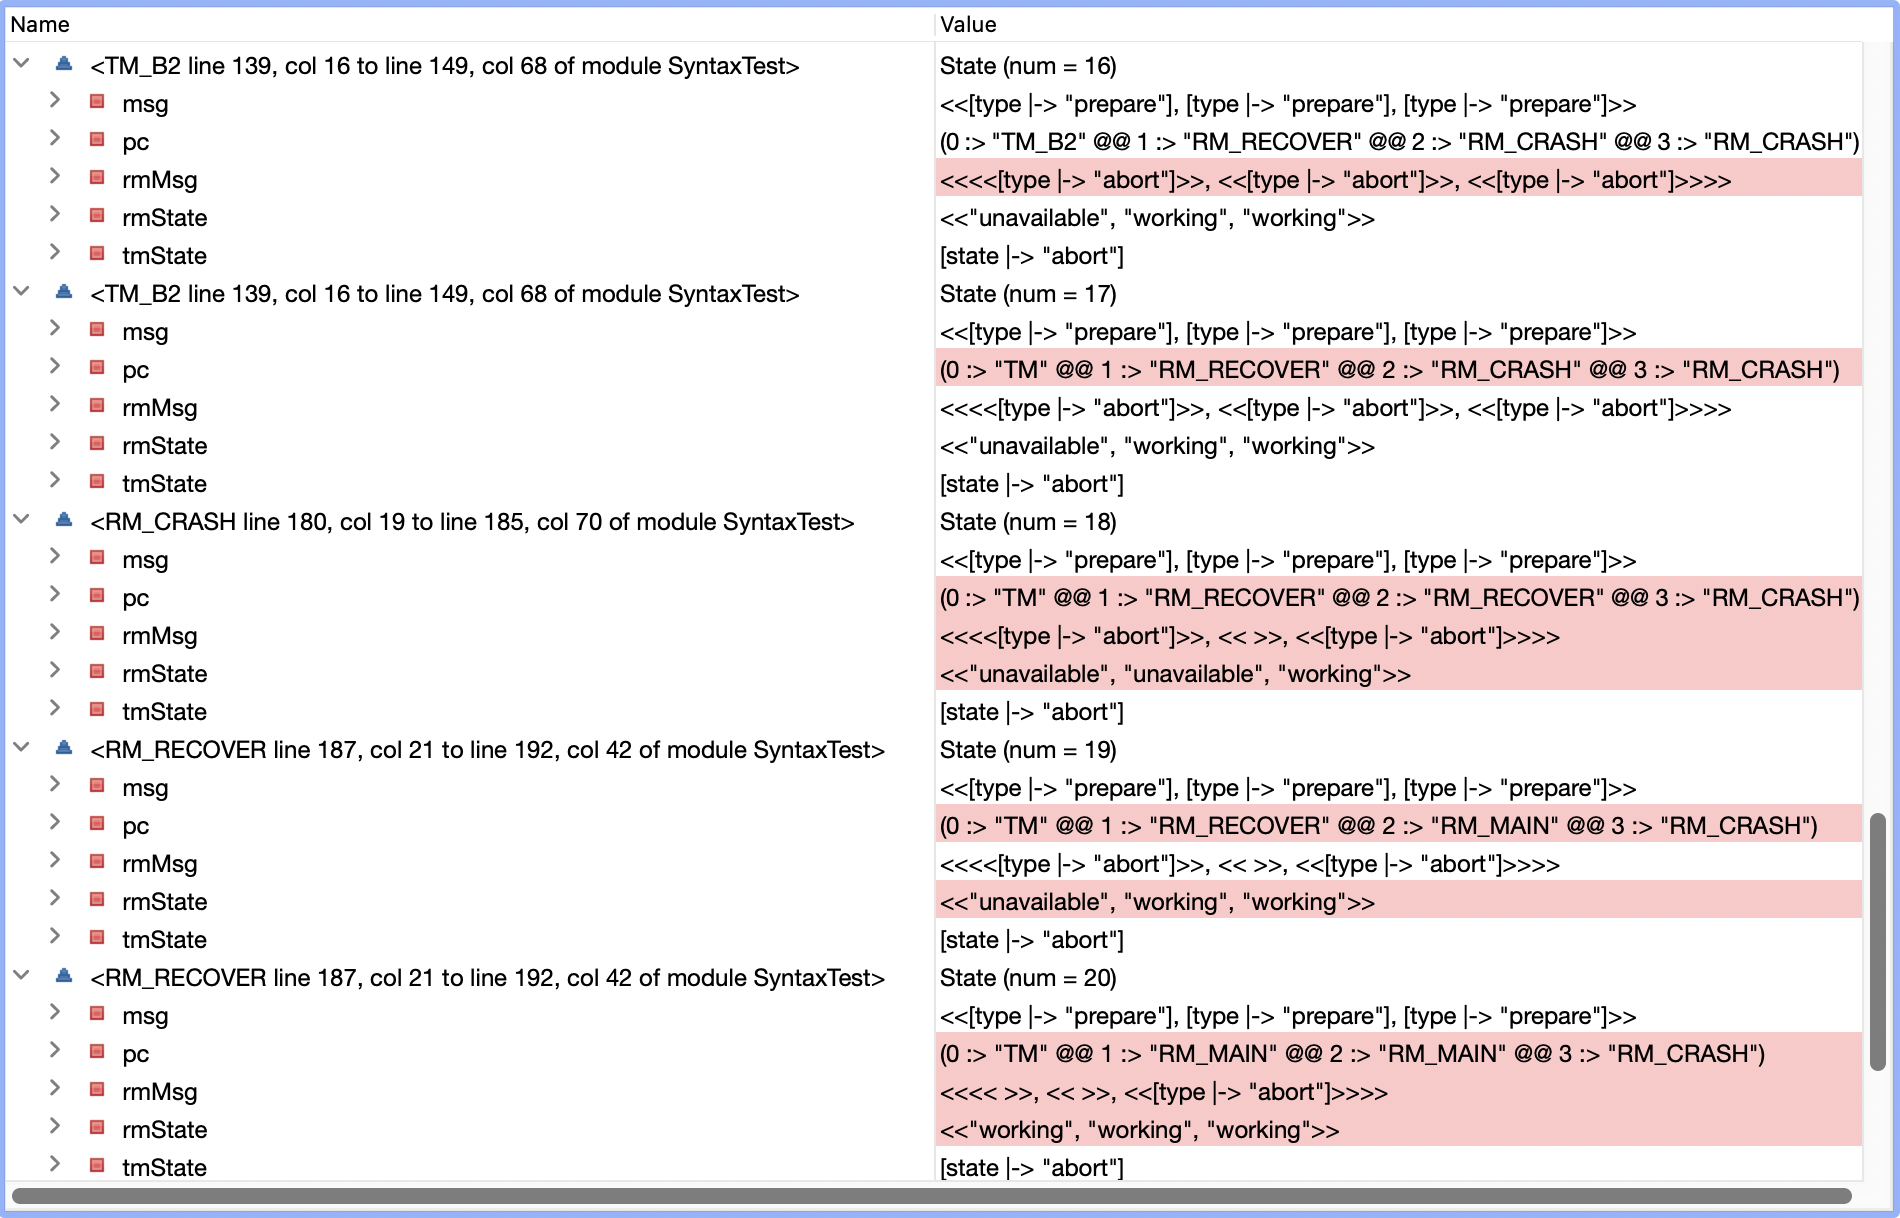 Name Value
<TM_B2 line 139, col 16 to line 149, col 68 of module SyntaxTest> State (num = 16)
msg <<[type |-> "prepare"], [type |-> "prepare"], [type |-> "prepare"]>>
pc (0 :> "TM_B2" @@ 1 :> "RM_RECOVER" @@ 2 :> "RM_CRASH" @@ 3 :> "RM_CRASH")
rmMsg <<<<[type |-> "abort"]>>, <<[type |-> "abort"]>>, <<[type |-> "abort"]>>>>
rmState <<"unavailable", "working", "working">>
tmState [state |-> "abort"]
<TM_B2 line 139, col 16 to line 149, col 68 of module SyntaxTest> State (num = 17)
msg <<[type |-> "prepare"], [type |-> "prepare"], [type |-> "prepare"]>>
pc (0 :> "TM" @@ 1 :> "RM_RECOVER" @@ 2 :> "RM_CRASH" @@ 3 :> "RM_CRASH")
rmMsg <<<<[type |-> "abort"]>>, <<[type |-> "abort"]>>, <<[type |-> "abort"]>>>>
rmState <<"unavailable", "working", "working">>
tmState [state |-> "abort"]
<RM_CRASH line 180, col 19 to line 185, col 70 of module SyntaxTest> State (num = 18)
msg <<[type |-> "prepare"], [type |-> "prepare"], [type |-> "prepare"]>>
pc (0 :> "TM" @@ 1 :> "RM_RECOVER" @@ 2 :> "RM_RECOVER" @@ 3 :> "RM_CRASH")
rmMsg <<<<[type |-> "abort"]>>, << >>, <<[type |-> "abort"]>>>>
rmState <<"unavailable", "unavailable", "working">>
tmState [state |-> "abort"]
<RM_RECOVER line 187, col 21 to line 192, col 42 of module SyntaxTest> State (num = 19)
msg <<[type |-> "prepare"], [type |-> "prepare"], [type |-> "prepare"]>>
pc (0 :> "TM" @@ 1 :> "RM_RECOVER" @@ 2 :> "RM_MAIN" @@ 3 :> "RM_CRASH")
rmMsg <<<<[type |-> "abort"]>>, << >>, <<[type |-> "abort"]>>>>
rmState <<"unavailable", "working", "working">>
tmState [state |-> "abort"]
<RM_RECOVER line 187, col 21 to line 192, col 42 of module SyntaxTest> State (num = 20)
msg <<[type |-> "prepare"], [type |-> "prepare"], [type |-> "prepare"]>>
pc (0 :> "TM" @@ 1 :> "RM_MAIN" @@ 2 :> "RM_MAIN" @@ 3 :> "RM_CRASH")
rmMsg <<<< >>, << >>, <<[type |-> "abort"]>>>>
rmState <<"working", "working", "working">>
tmState [state |-> "abort"]